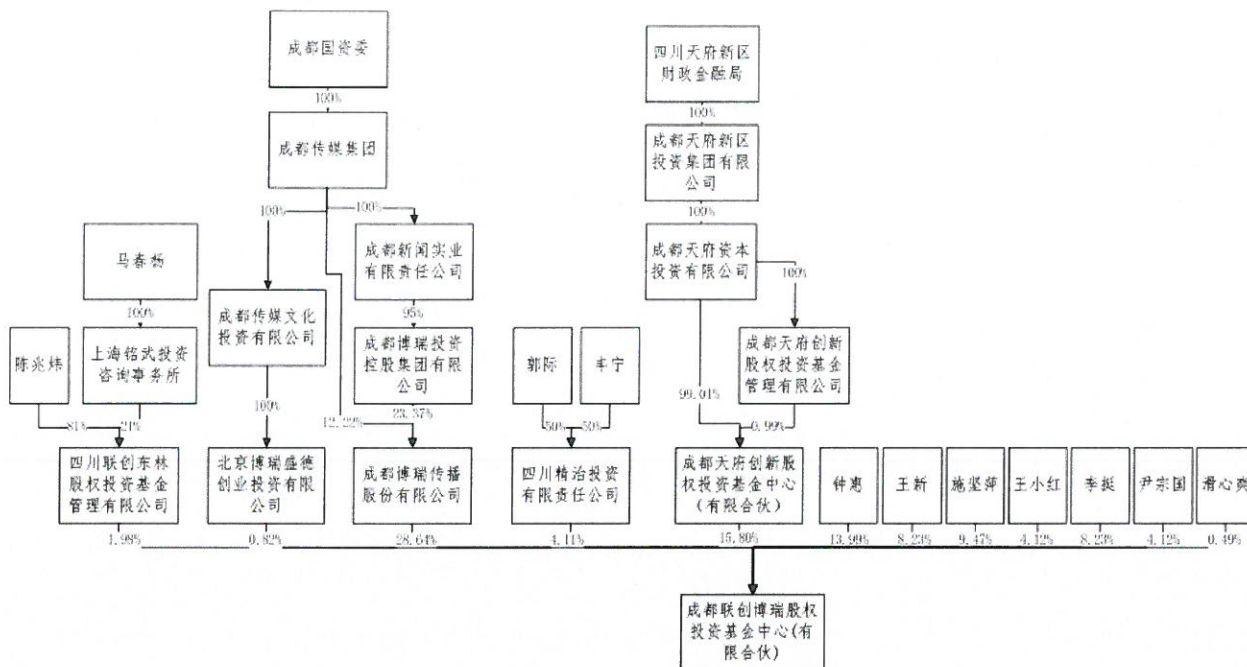 成都国资委
四川天府新区
财政金融局
100%
100%
成都传媒集团
成都天府新区
投资集团有限
公司
100%
100%
100%
马春杨
成都新闻实业
有限责任公司
成都天府资本
投资有限公司
100%
100%
95%
成都传媒文化
投资有限公司
陈兆炜
上海铭武投资
咨询事务所
成都博瑞投资
控股集团有限
公司
郭际
丰宁
成都天府创新
股权投资基金
管理有限公司
99.01%
81%
21%
100%
12.22%
23.37%
50%
50%
0.99%
四川联创东林
股权投资基金
管理有限公司
北京博瑞盛德
创业投资有限
公司
成都博瑞传播
股份有限公司
四川精治投资
有限责任公司
成都天府创新股
权投资基金中心
(有限合伙)
钟惠
王新
施坚萍
王小红
季挺
尹宗国
滑心爽
1.98%
0.82%
28.64%
4.11%
15.80%
13.99%
8.23%
9.47%
4.12%
8.23%
4.12%
0.49%
成都联创博瑞股权
投资基金中心(有
限合伙)